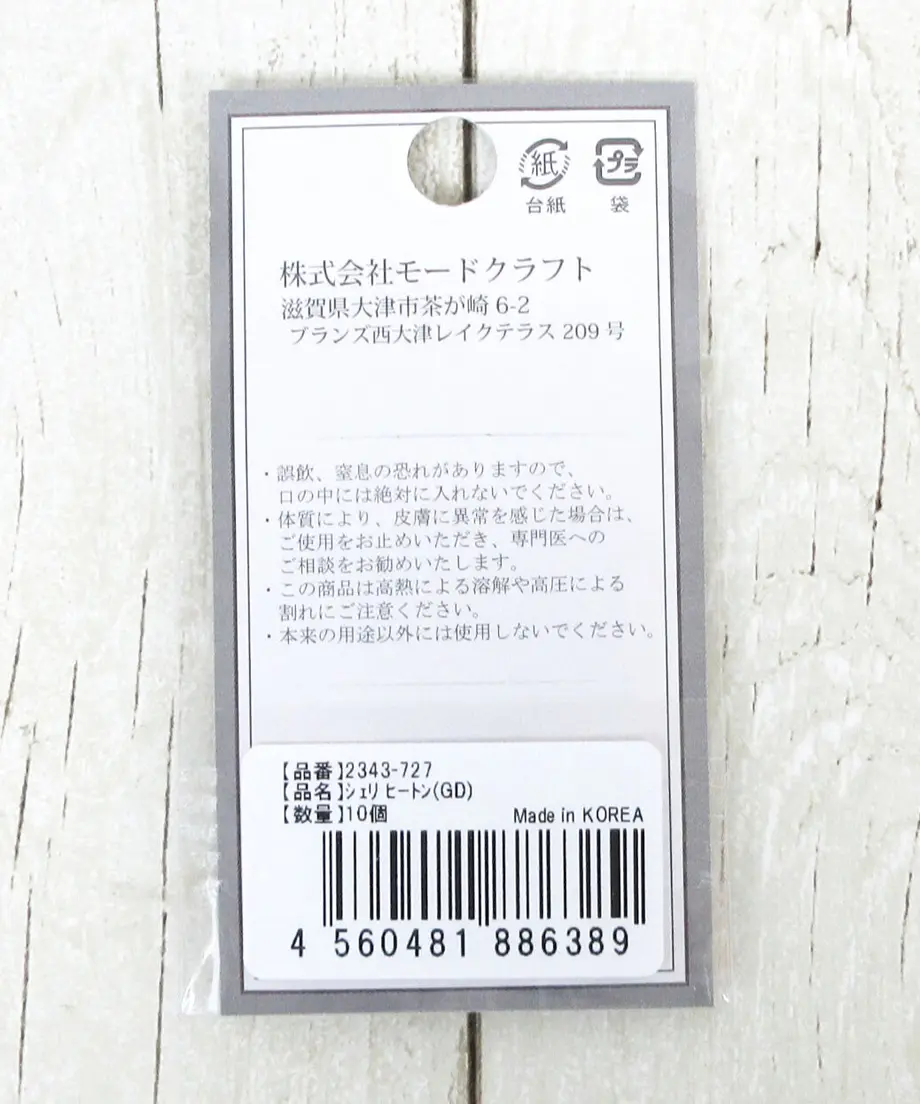 紙
プラ
台紙
袋
株式会社モードクラフト
滋賀県大津市茶が崎 6-2
ブランズ西大津レイクテラス 209 号
・誤飲、窒息の恐れがありますので、
口の中には絶対に入れないでください。
・体質により、皮膚に異常を感じた場合は、
ご使用をお止めいただき、専門医への
ご相談をお勧めいたします。
・この商品は高熱による溶解や高圧による
割れにご注意ください。
・本来の用途以外には使用しないでください。
【品番】2343-727
【品名】シェリ ヒートン(GD)
【数量】10個
Made in KOREA
4 560481 886389